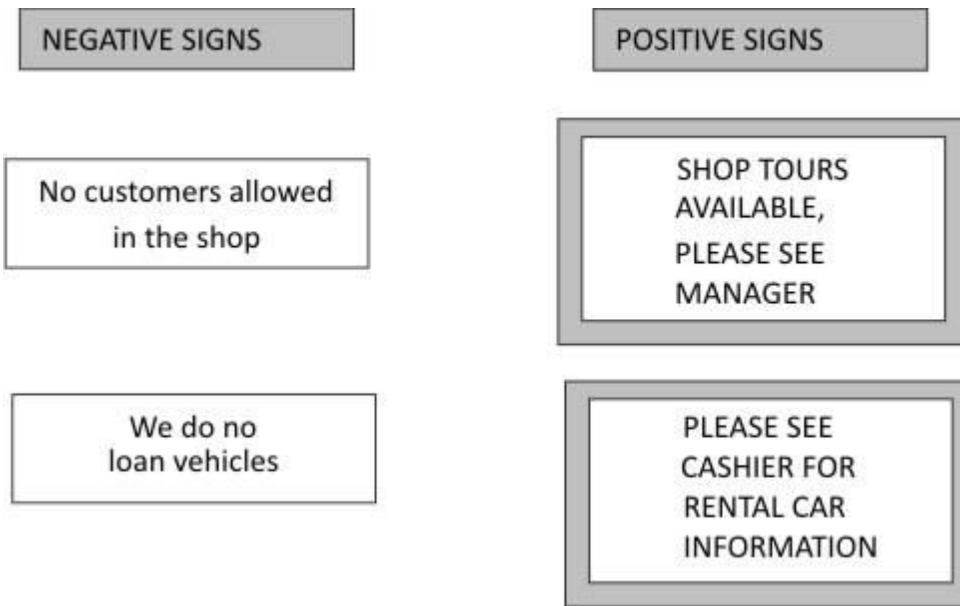 NEGATIVE SIGNS
POSITIVE SIGNS
No customers allowed
in the shop
SHOP TOURS
AVAILABLE,
PLEASE SEE
MANAGER
We do no
loan vehicles
PLEASE SEE
CASHIER FOR
RENTAL CAR
INFORMATION